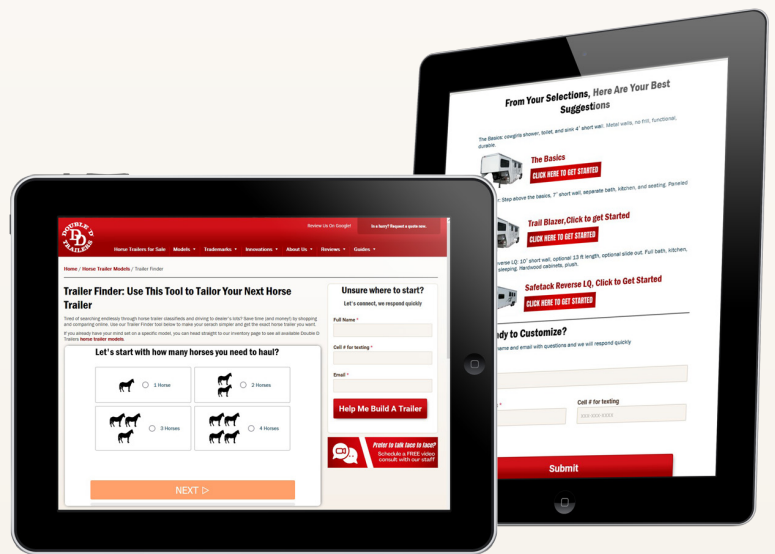 Review Us On Google!
In a hurry? Request a quote now.
DOUBLE D
DD
TRAILERS
Horse Trailers for Sale Models Trademarks Innovations About Us Reviews Guides
Home / Horse Trailer Models / Trailer Finder
Trailer Finder: Use This Tool to Tailor Your Next Horse
Trailer
Tired of searching endlessly through horse trailer classifieds and driving to dealer's lots? Save time (and money!) by shopping
and comparing online. Use our Trailer Finder tool below to make your serach simpler and get the exact horse trailer you want.
If you already have your mind set on a specific model, you can head straight to our inventory page to see all available Double D
Trailers horse trailer models.
Let's start with how many horses you need to haul?
1 Horse
2 Horses
3 Horses
4 Horses
NEXT
Unsure where to start?
Let's connect, we respond quickly
Full Name *
Cell # for texting *
Email *
Help Me Build A Trailer
Prefer to talk face to face?
Schedule a FREE video
consult with our staff
From Your Selections, Here Are Your Best
Suggestions
The Basics: cowgirls shower, toilet, and sink 4' short wall. Metal walls, no frill, functional,
durable.
The Basics
CLICK HERE TO GET STARTED
Step above the basics, 7' short wall, separate bath, kitchen, and seating. Paneled
Trail Blazer,Click to get Started
CLICK HERE TO GET STARTED
LQ: 10' short wall, optional 13 ft length, optional slide out. Full bath, kitchen,
sleeping. Hardwood cabinets, plush.
Safetack Reverse LQ, Click to Get Started
CLICK HERE TO GET STARTED
to Customize?
name and email with questions and we will respond quickly
*
Cell # for texting
xxx-xxx-xxxx
Submit